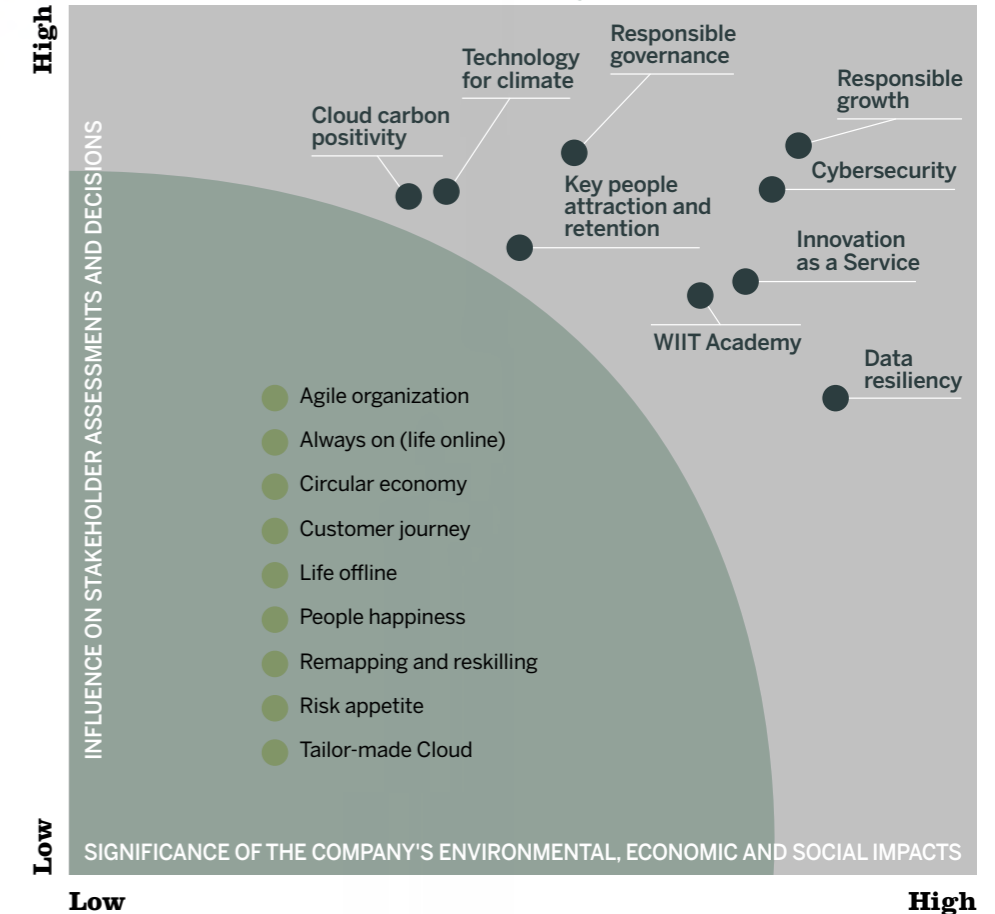 High
Responsible
governance
Technology
for climate
Responsible
growth
Cloud carbon
positivity
Cybersecurity
Key people
attraction and
retention
Innovation
as a Service
WIIT Academy
Data
resiliency
INFLUENCE ON STAKEHOLDER ASSESSMENTS AND DECISIONS
Agile organization
Always on (life online)
Circular economy
Customer journey
Life offline
People happiness
Remapping and reskilling
Risk appetite
Tailor-made Cloud
Low
SIGNIFICANCE OF THE COMPANY'S ENVIRONMENTAL, ECONOMIC AND SOCIAL IMPACTS
Low
High